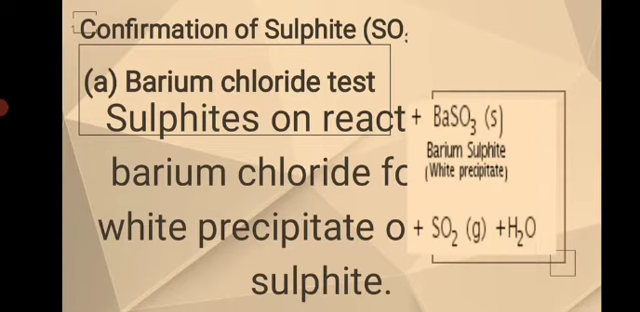 Confirmation of Sulphite (SO
(a) Barium chloride test
Sulphites on react
barium chloride
white precipitate
sulphite.
+ BaSO₃ (s)
Barium Sulphite
(White precipitate)
+ SO₂ (g) +H₂O